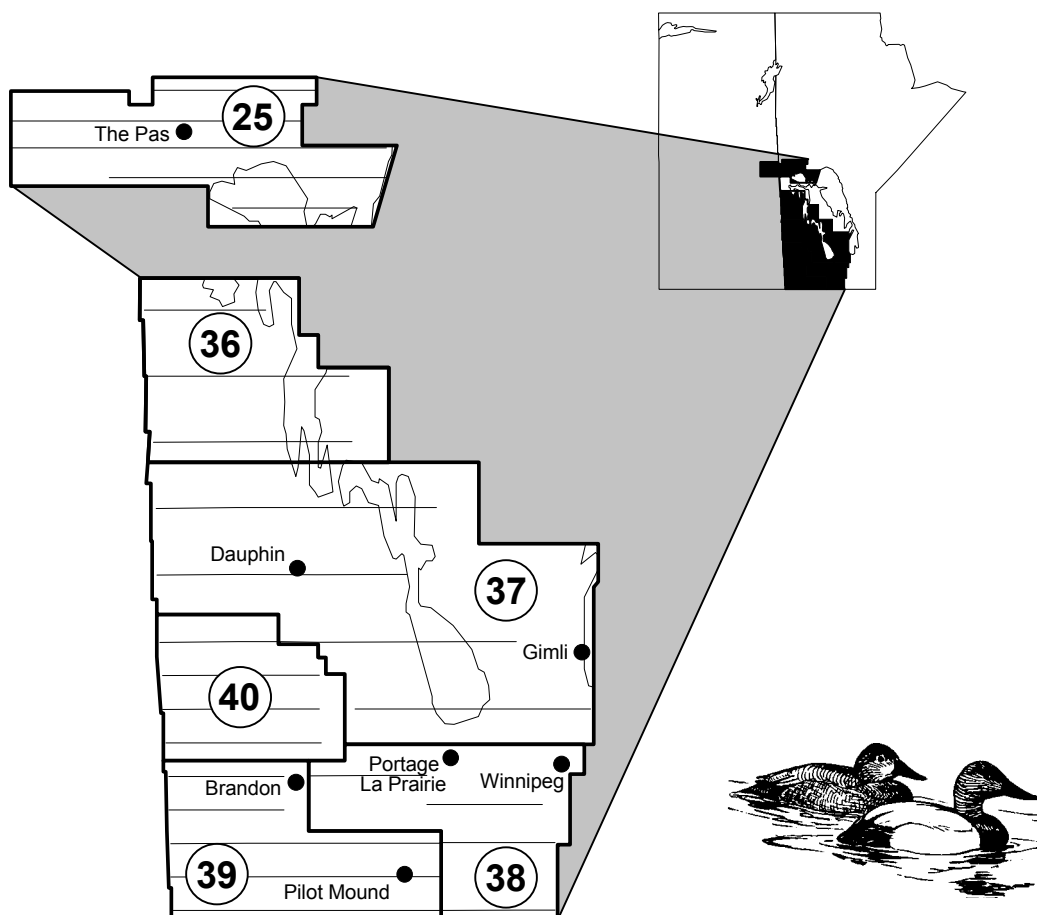 25
The Pas
36
Dauphin
37
Gimli
40
Portage
La Prairie
Winnipeg
Brandon
39
Pilot Mound
38